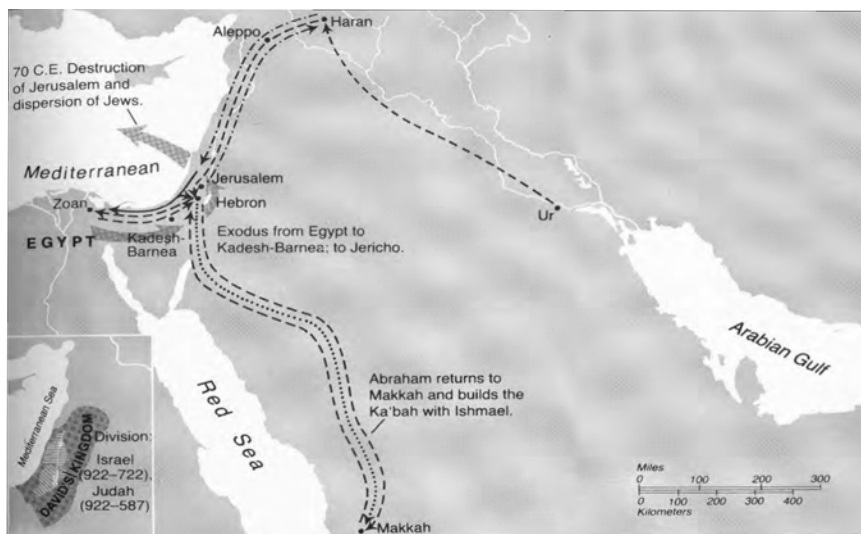 Haran
Aleppo
70 C.E. Destruction
of Jerusalem and
dispersion of Jews.
Mediterranean
Jerusalem
Hebron
Zoan
Ur
EGYPT
Kadesh-
Barnea
Exodus from Egypt to
Kadesh-Barnea; to Jericho.
Arabian Gulf
Red Sea
Abraham returns to
Makkah and builds the
Ka'bah with Ishmael.
Makkah
Mediterranean Sea
DAVID'S KINGDOM
Division:
Israel
(922–722),
Judah
(922–587)
Miles
0 100 200 300
0 100 200 300 400
Kilometers